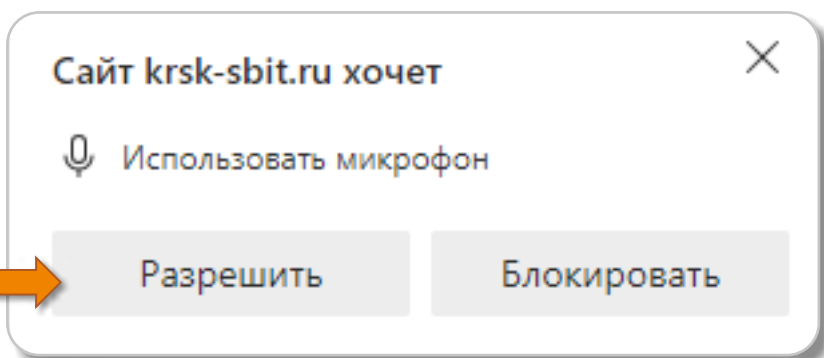 Сайт krsk-sbit.ru хочет
Использовать микрофон
Разрешить
Блокировать